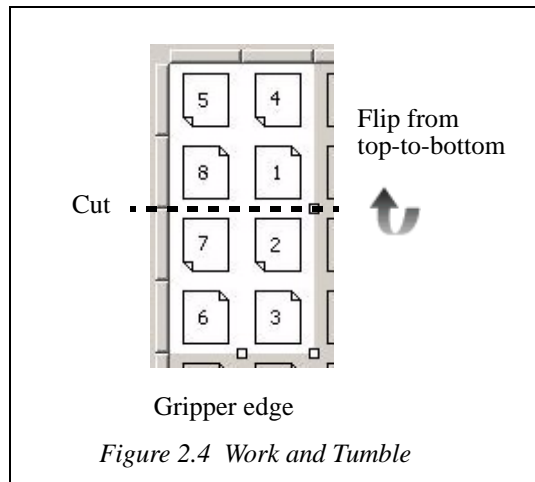 5 4
Flip from
top-to-bottom
8 1
Cut
7 2
6 3
Gripper edge
Figure 2.4 Work and Tumble